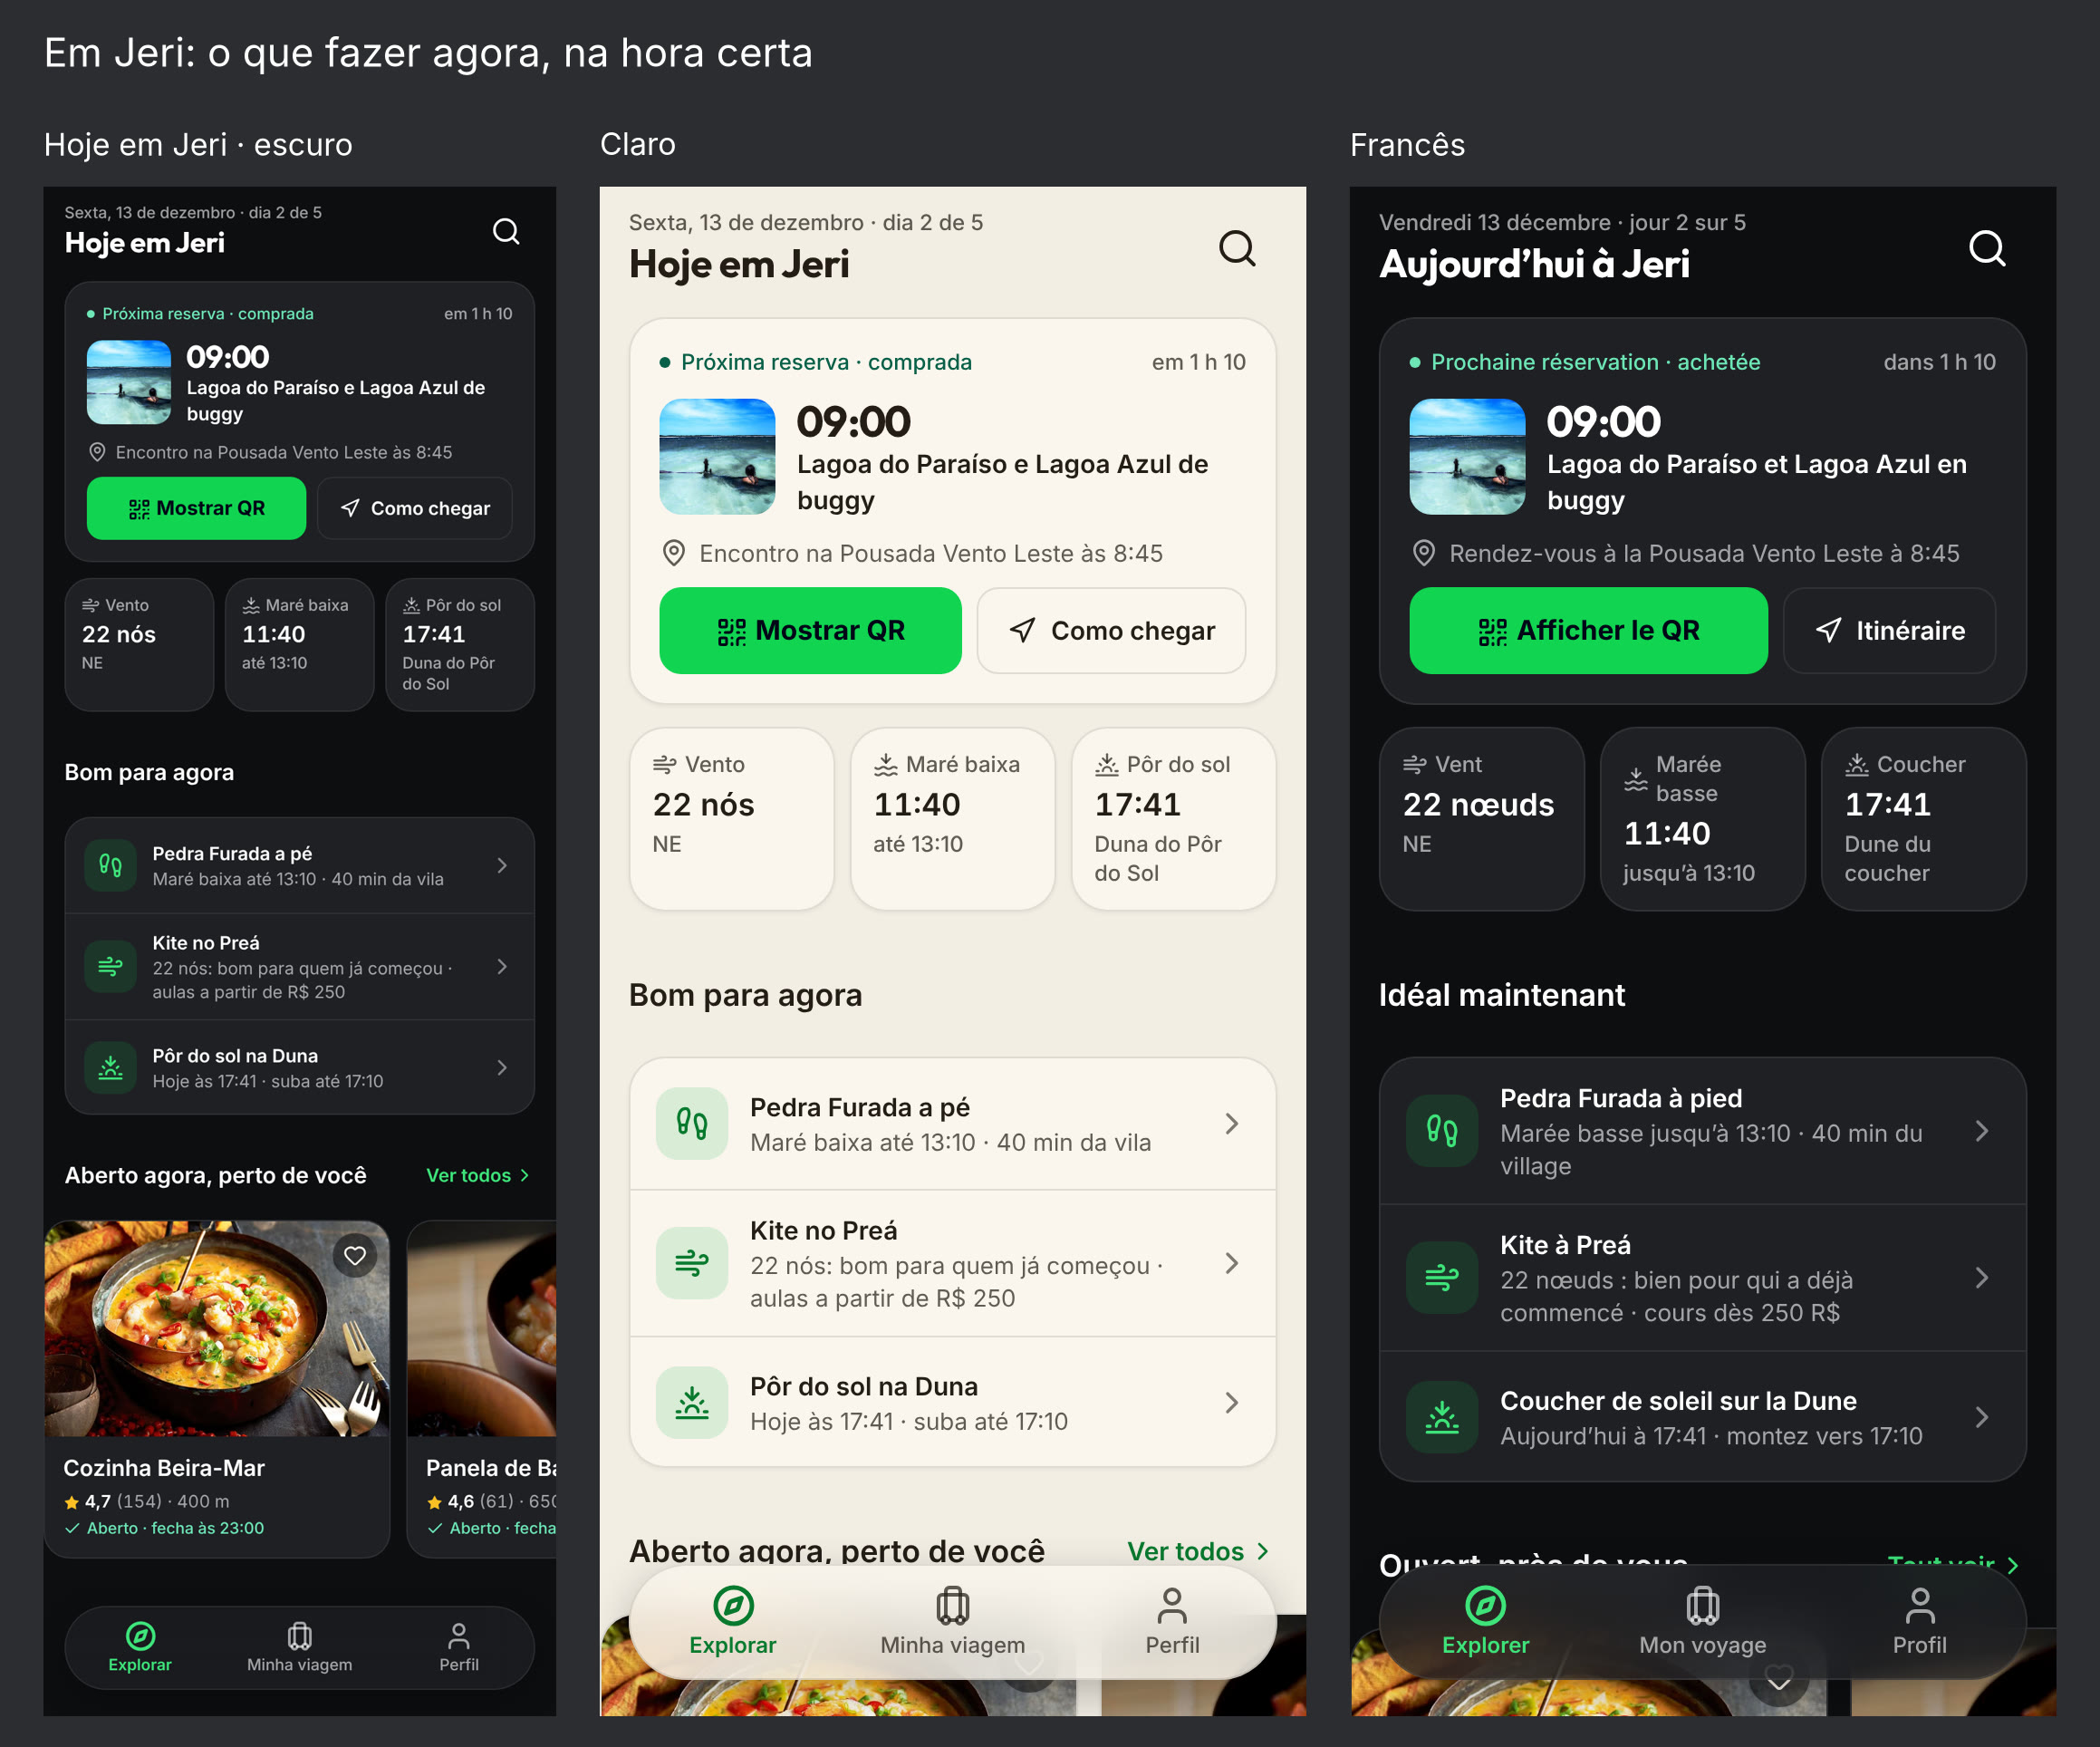 Em Jeri: o que fazer agora, na hora certa
Hoje em Jeri · escuro
Sexta, 13 de dezembro · dia 2 de 5
Hoje em Jeri
Próxima reserva · comprada
em 1 h 10
09:00
Lagoa do Paraíso e Lagoa Azul de
buggy
Encontro na Pousada Vento Leste às 8:45
Mostrar QR
Como chegar
Vento
22 nós
NE
Maré baixa
11:40
até 13:10
Pôr do sol
17:41
Duna do Pôr
do Sol
Bom para agora
Pedra Furada a pé
Maré baixa até 13:10 · 40 min da vila
Kite no Preá
22 nós: bom para quem já começou ·
aulas a partir de R$ 250
Pôr do sol na Duna
Hoje às 17:41 · suba até 17:10
Aberto agora, perto de você
Ver todos
Cozinha Beira-Mar
4,7 (154) · 400 m
Aberto · fecha às 23:00
Panela de
4,6 (61) ·
Aberto · fecha
Explorar
Minha viagem
Perfil
Claro
Sexta, 13 de dezembro · dia 2 de 5
Hoje em Jeri
Próxima reserva · comprada
em 1 h 10
09:00
Lagoa do Paraíso e Lagoa Azul de
buggy
Encontro na Pousada Vento Leste às 8:45
Mostrar QR
Como chegar
Vento
22 nós
NE
Maré baixa
11:40
até 13:10
Pôr do sol
17:41
Duna do Pôr
do Sol
Bom para agora
Pedra Furada a pé
Maré baixa até 13:10 · 40 min da vila
Kite no Preá
22 nós: bom para quem já começou ·
aulas a partir de R$ 250
Pôr do sol na Duna
Hoje às 17:41 · suba até 17:10
Aberto agora, perto de você
Ver todos
Explorar
Minha viagem
Perfil
Francês
Vendredi 13 décembre · jour 2 sur 5
Aujourd’hui à Jeri
Prochaine réservation · achetée
dans 1 h 10
09:00
Lagoa do Paraíso et Lagoa Azul en
buggy
Rendez-vous à la Pousada Vento Leste à 8:45
Afficher le QR
Itinéraire
Vent
22 nœuds
NE
Marée
basse
11:40
jusqu’à 13:10
Coucher
17:41
Dune du
coucher
Idéal maintenant
Pedra Furada à pied
Marée basse jusqu’à 13:10 · 40 min du
village
Kite à Preá
22 nœuds : bien pour qui a déjà
commencé · cours dès 250 R$
Coucher de soleil sur la Dune
Aujourd’hui à 17:41 · montez vers 17:10
Ouvert, près de vous
Tout voir
Explorer
Mon voyage
Profil